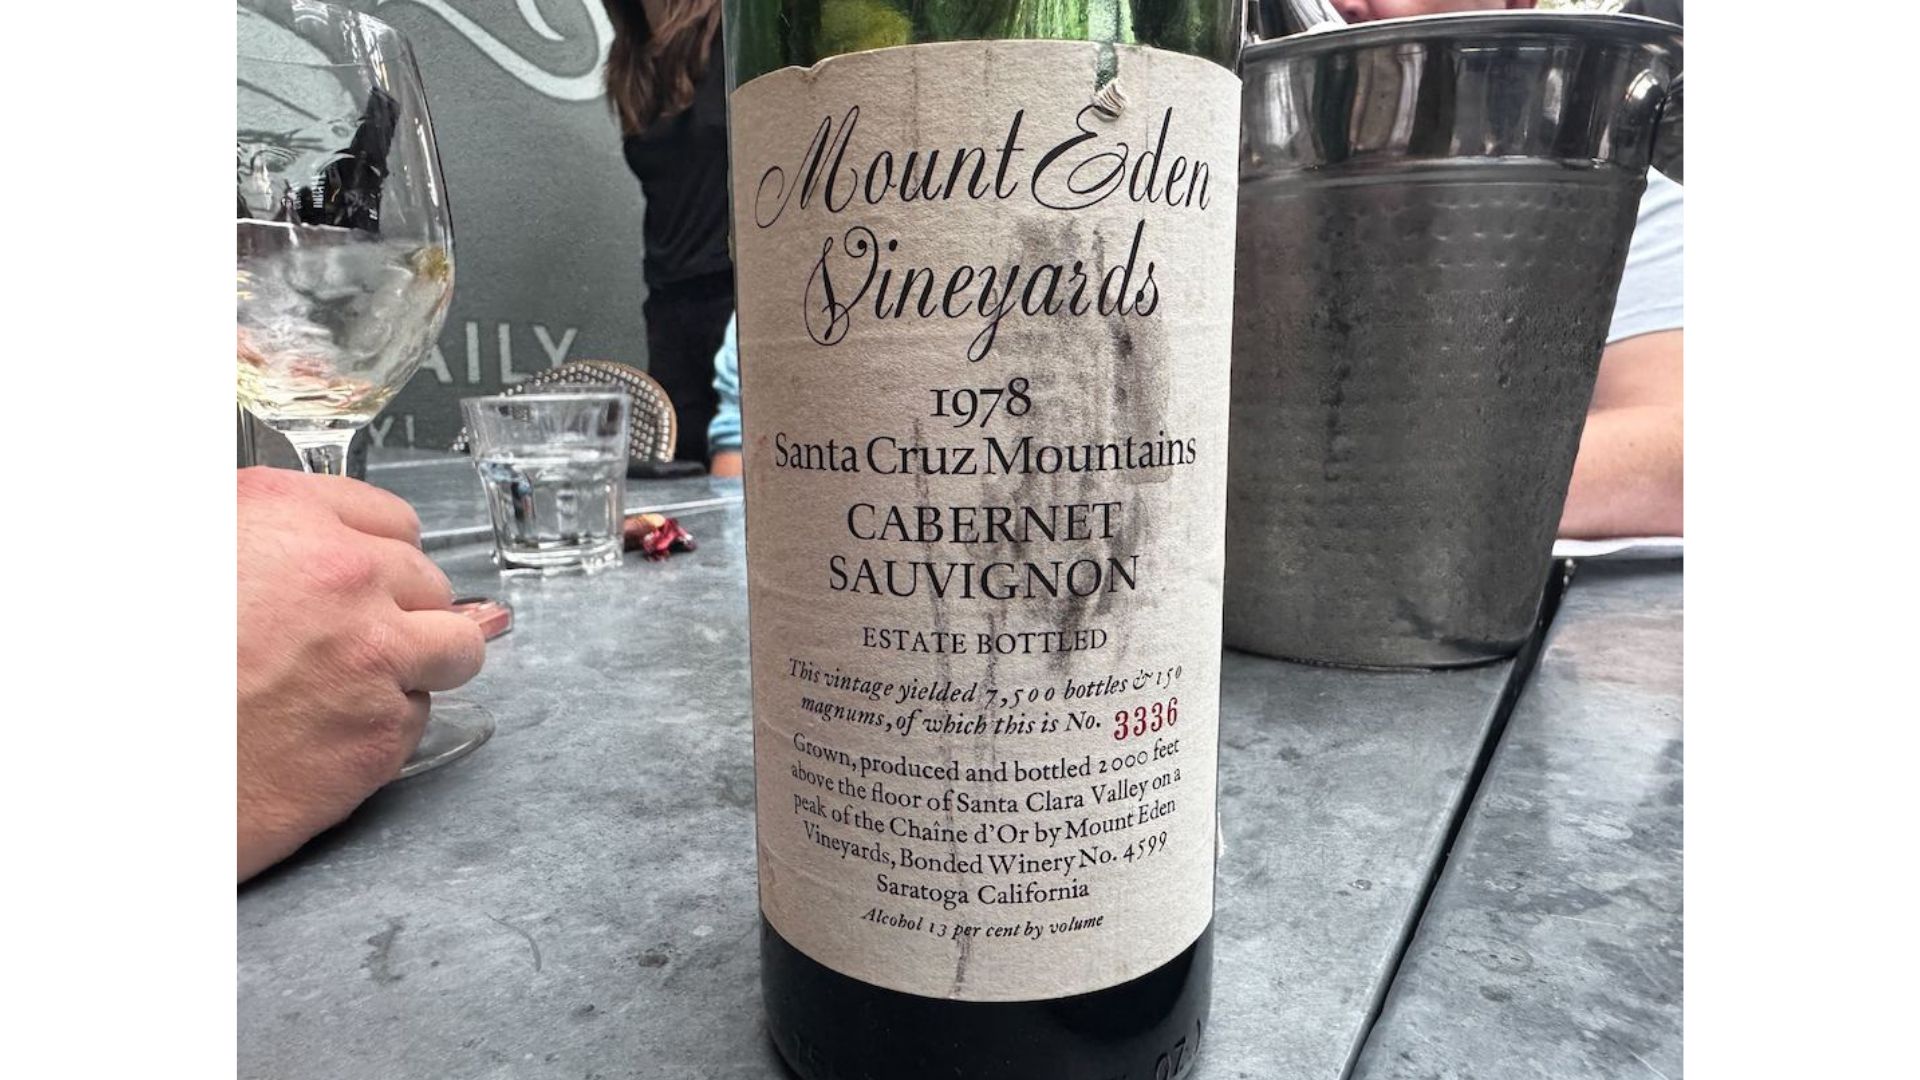 Mount Eden
Vineyards
1978
Santa Cruz Mountains
CABERNET
SAUVIGNON
ESTATE BOTTLED
This vintage yielded 7,500 bottles & 150
magnums, of which this is No. 3336
Grown, produced and bottled 2000 feet
above the floor of Santa Clara Valley on a
peak of the Chaîne d'Or by Mount Eden
Vineyards, Bonded Winery No. 4599
Saratoga California
Alcohol 13 per cent by volume
AILY
Y!